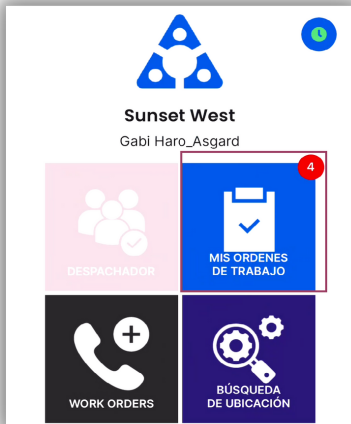 Sunset West
Gabi Haro_Asgard
4
DESPACHADOR
MIS ORDENES
DE TRABAJO
WORK ORDERS
BÚSQUEDA
DE UBICACIÓN